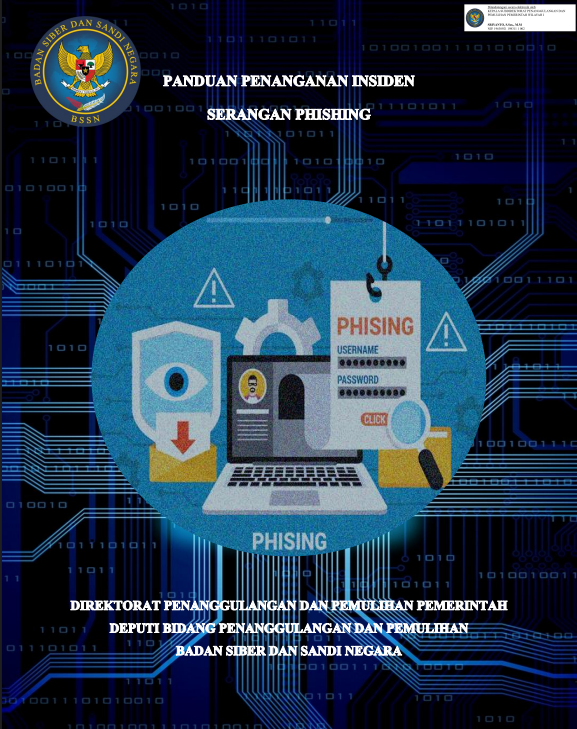 BADAN SIBER DAN SANDI NEGARA
BSSN
PANDUAN PENANGANAN INSIDEN
SERANGAN PHISHING
PHISING
USERNAME
PASSWORD
CLICK
PHISING
DIREKTORAT PENANGGULANGAN DAN PEMULIHAN PEMERINTAH
DEPUTI BIDANG PENANGGULANGAN DAN PEMULIHAN
BADAN SIBER DAN SANDI NEGARA